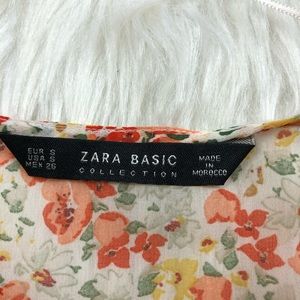 EUR S
USA S
MEX 26
ZARA BASIC
COLLECTION
MADE
IN
MOROCCO